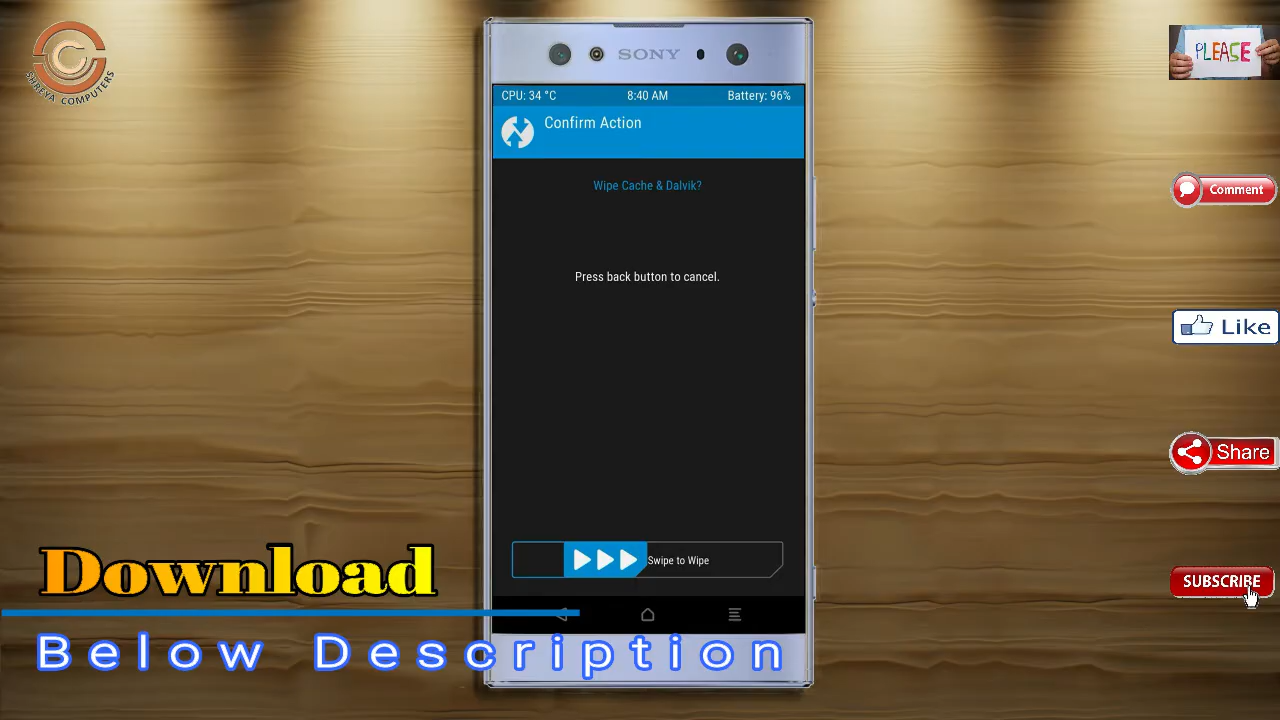 SHREYA COMPUTERS
PLEASE
SONY
CPU: 34 °C 8:40 AM Battery: 96%
Confirm Action
Wipe Cache & Dalvik?
Comment
Press back button to cancel.
Like
Share
Swipe to Wipe
Download
SUBSCRIBE
Below Description